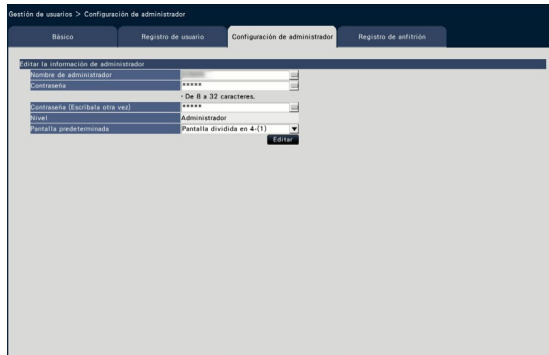 Gestión de usuarios > Configuración de administrador
Básico Registro de usuario Configuración de administrador Registro de anfitrión
Editar la información de administrador
Nombre de administrador
Contraseña *****
· De 8 a 32 caracteres.
Contraseña (Escríbala otra vez) *****
Nivel Administrador
Pantalla predeterminada Pantalla dividida en 4-(1)
Editar